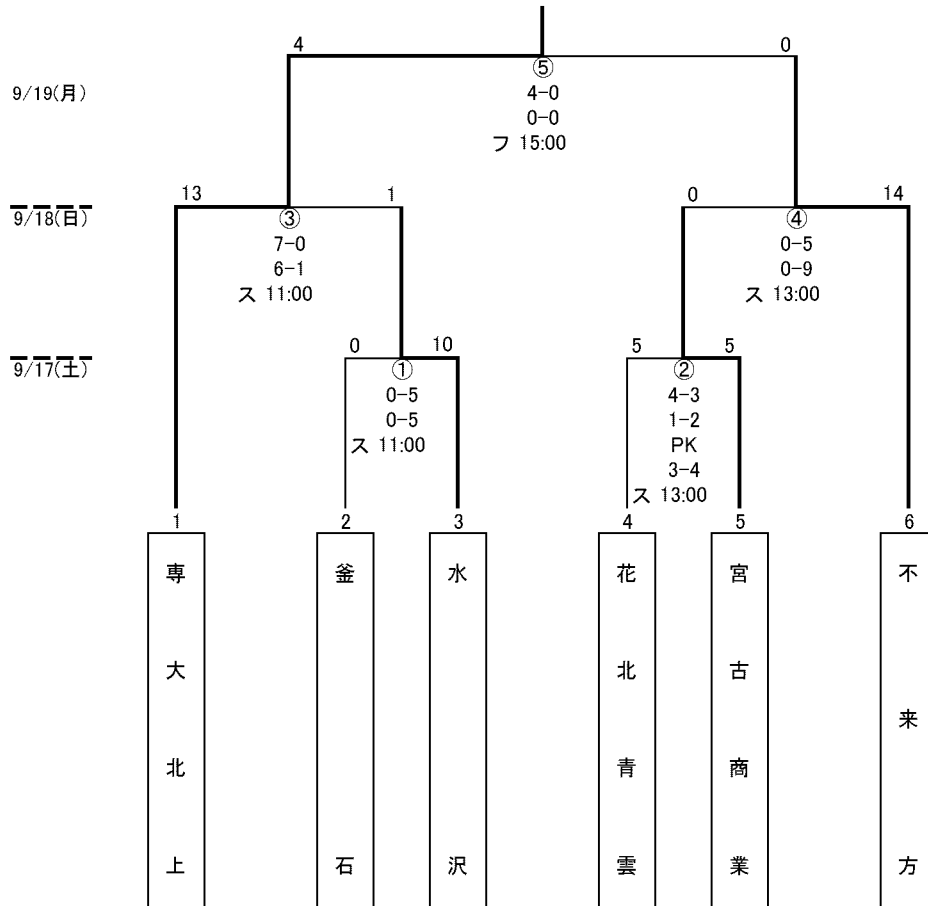 4 0
⑤
9/19(月)
4-0
0-0
フ 15:00
13 1 0 14
9/18(日)
③ ④
7-0 0-5
6-1 0-9
ス 11:00 ス 13:00
0 10 5 5
9/17(土)
① ②
0-5 4-3
0-5 1-2
ス 11:00 PK
3-4
ス 13:00
1 2 3 4 5 6
専大北上
釜石
水沢
花北青雲
宮古商業
不来方